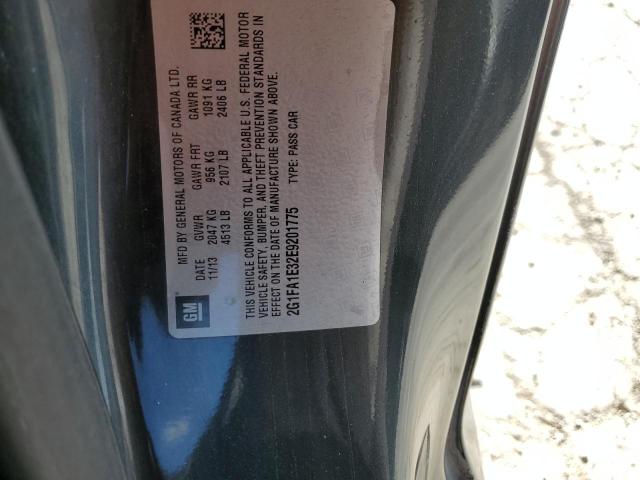 MFD BY GENERAL MOTORS OF CANADA LTD.
DATE GVWR GAWR FRT GAWR RR
11/13 2047 KG 956 KG 1091 KG
4513 LB 2107 LB 2406 LB
THIS VEHICLE CONFORMS TO ALL APPLICABLE U.S. FEDERAL MOTOR
VEHICLE SAFETY, BUMPER, AND THEFT PREVENTION STANDARDS IN
EFFECT ON THE DATE OF MANUFACTURE SHOWN ABOVE.
2G1FA1E32E9201775 TYPE: PASS CAR
GM